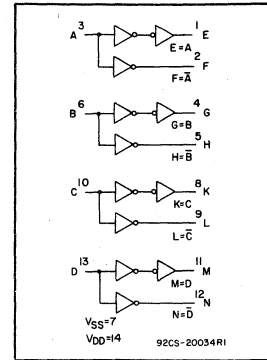 A 3 1 E
E=A
2 F
F=A̅
B 6 4 G
G=B
5 H
H=B̅
C 10 8 K
K=C
9 L
L=C̅
D 13 11 M
M=D
12 N
VSS=7 N=D̅
VDD=14 92CS-20034R1